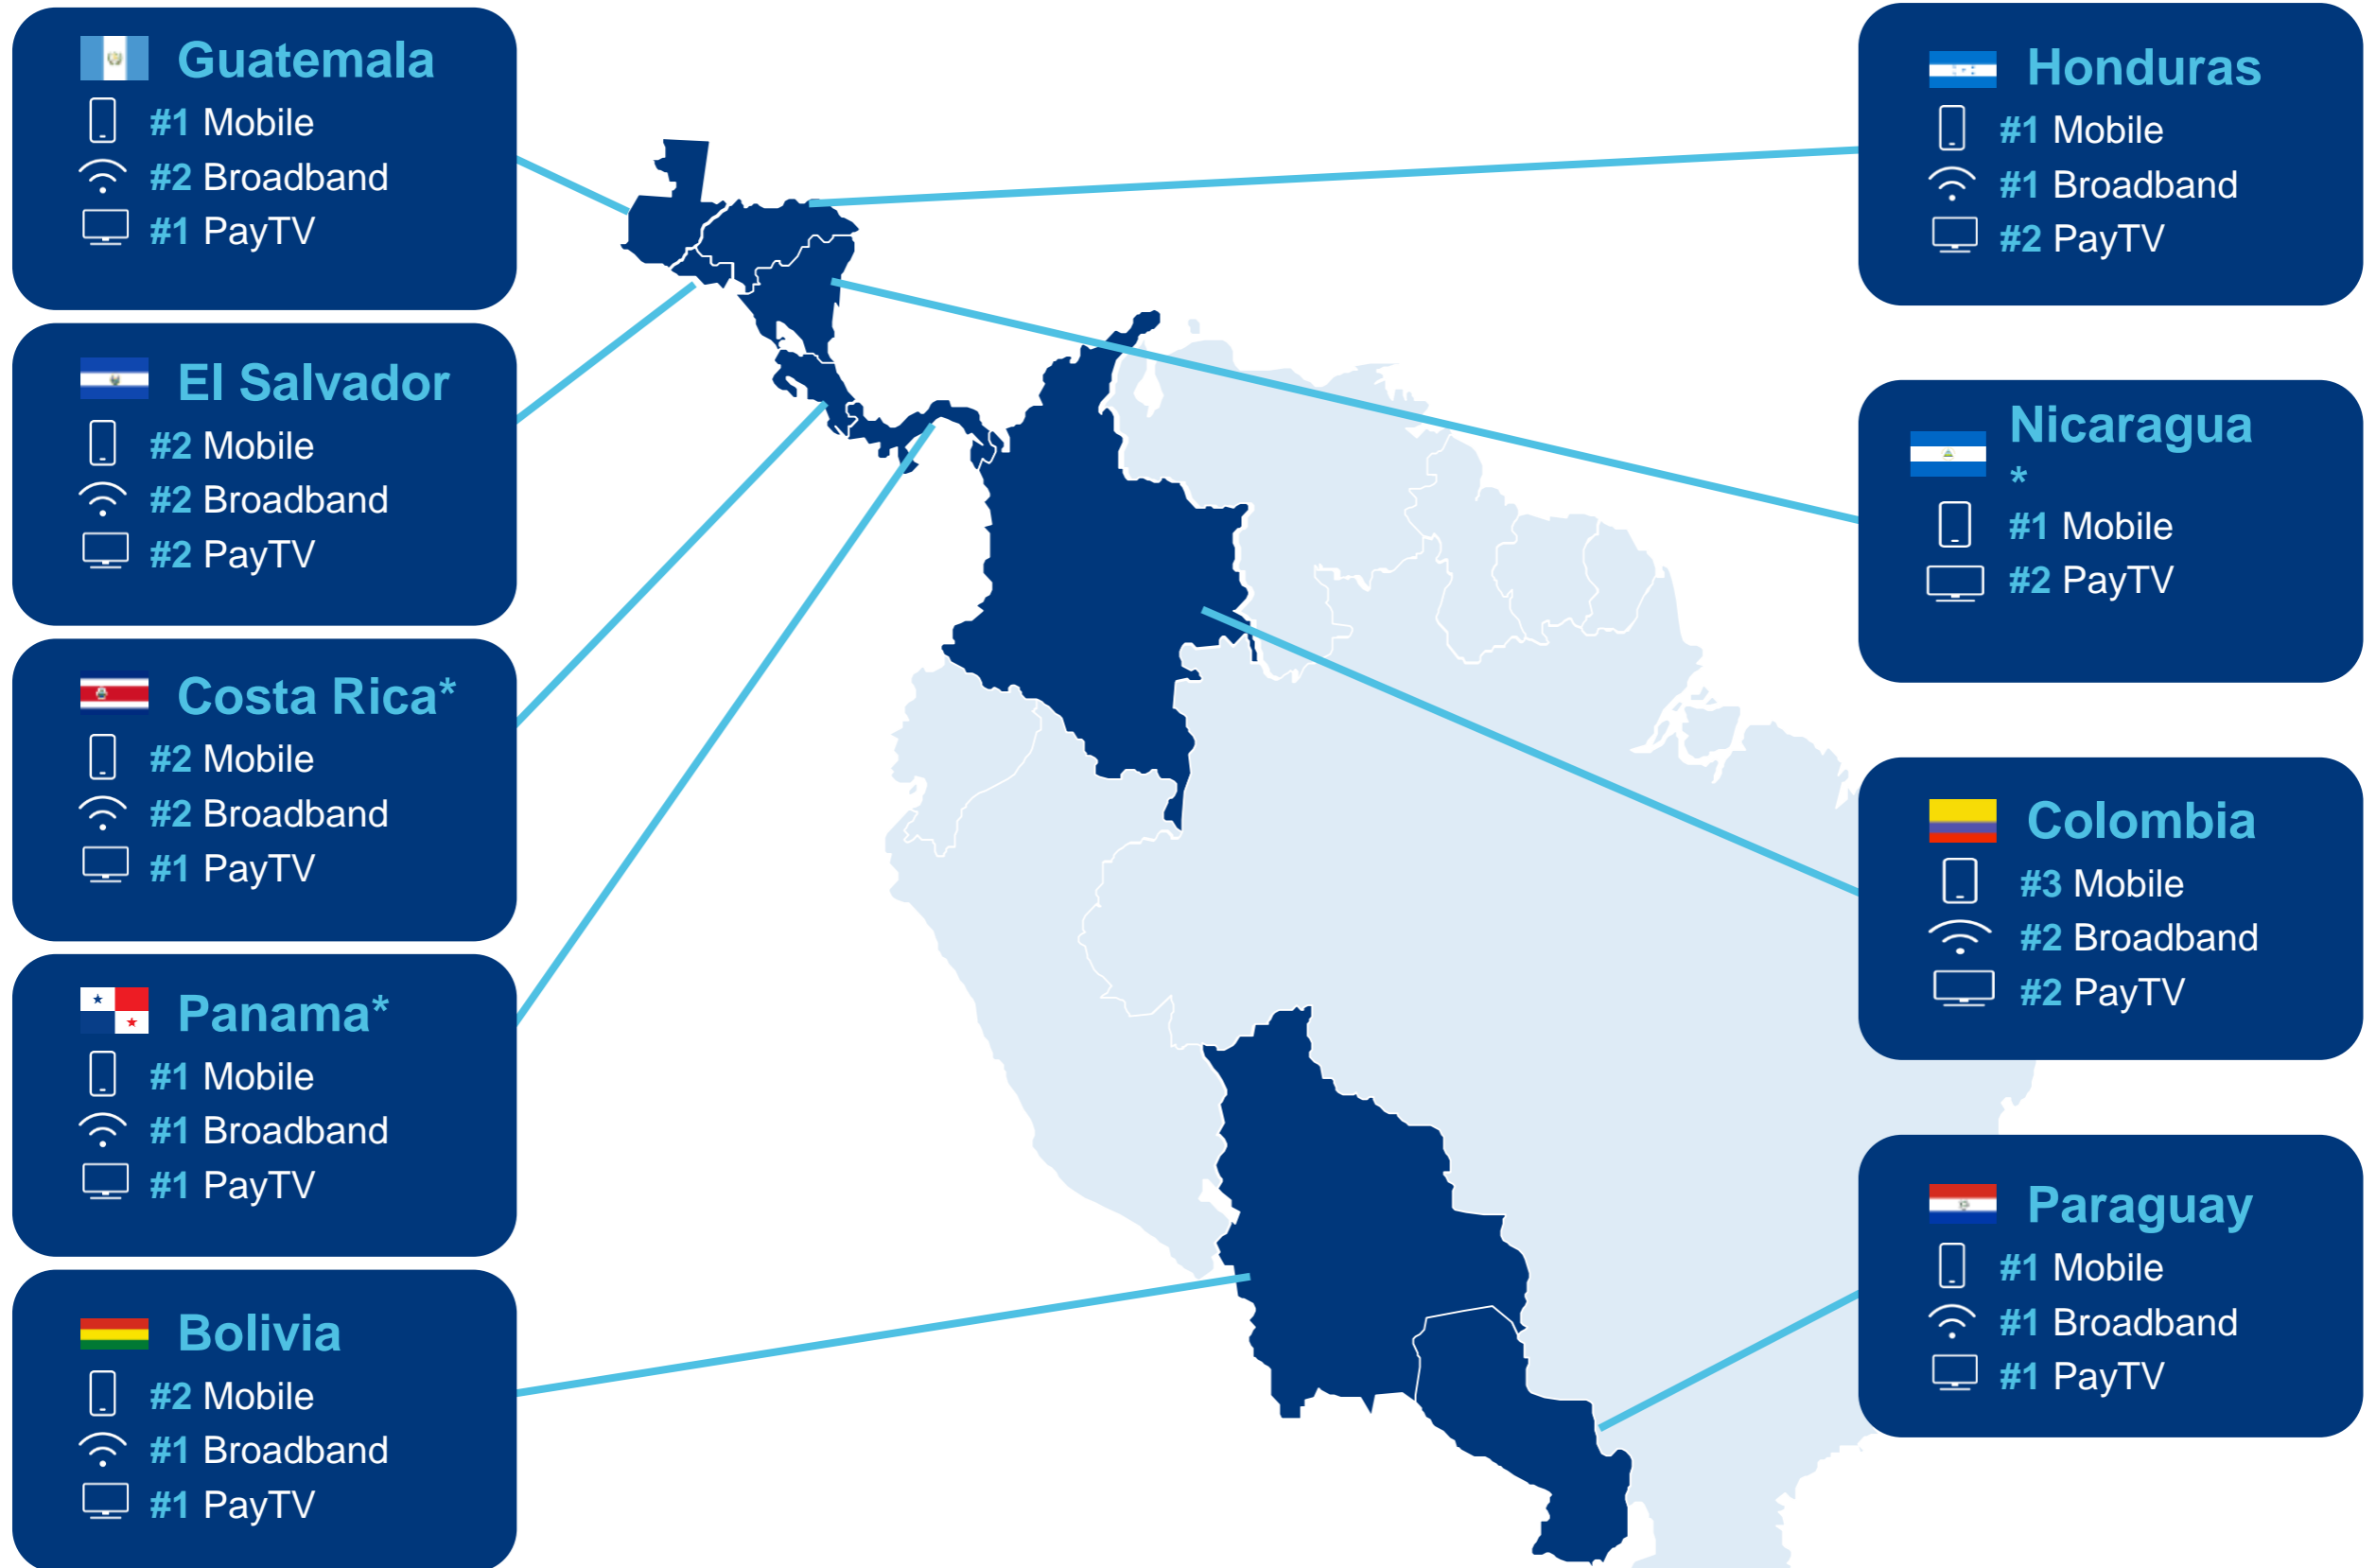 Guatemala
#1 Mobile
#2 Broadband
#1 PayTV
El Salvador
#2 Mobile
#2 Broadband
#2 PayTV
Costa Rica*
#2 Mobile
#2 Broadband
#1 PayTV
Panama*
#1 Mobile
#1 Broadband
#1 PayTV
Bolivia
#2 Mobile
#1 Broadband
#1 PayTV
Honduras
#1 Mobile
#1 Broadband
#2 PayTV
Nicaragua
*
#1 Mobile
#2 PayTV
Colombia
#3 Mobile
#2 Broadband
#2 PayTV
Paraguay
#1 Mobile
#1 Broadband
#1 PayTV